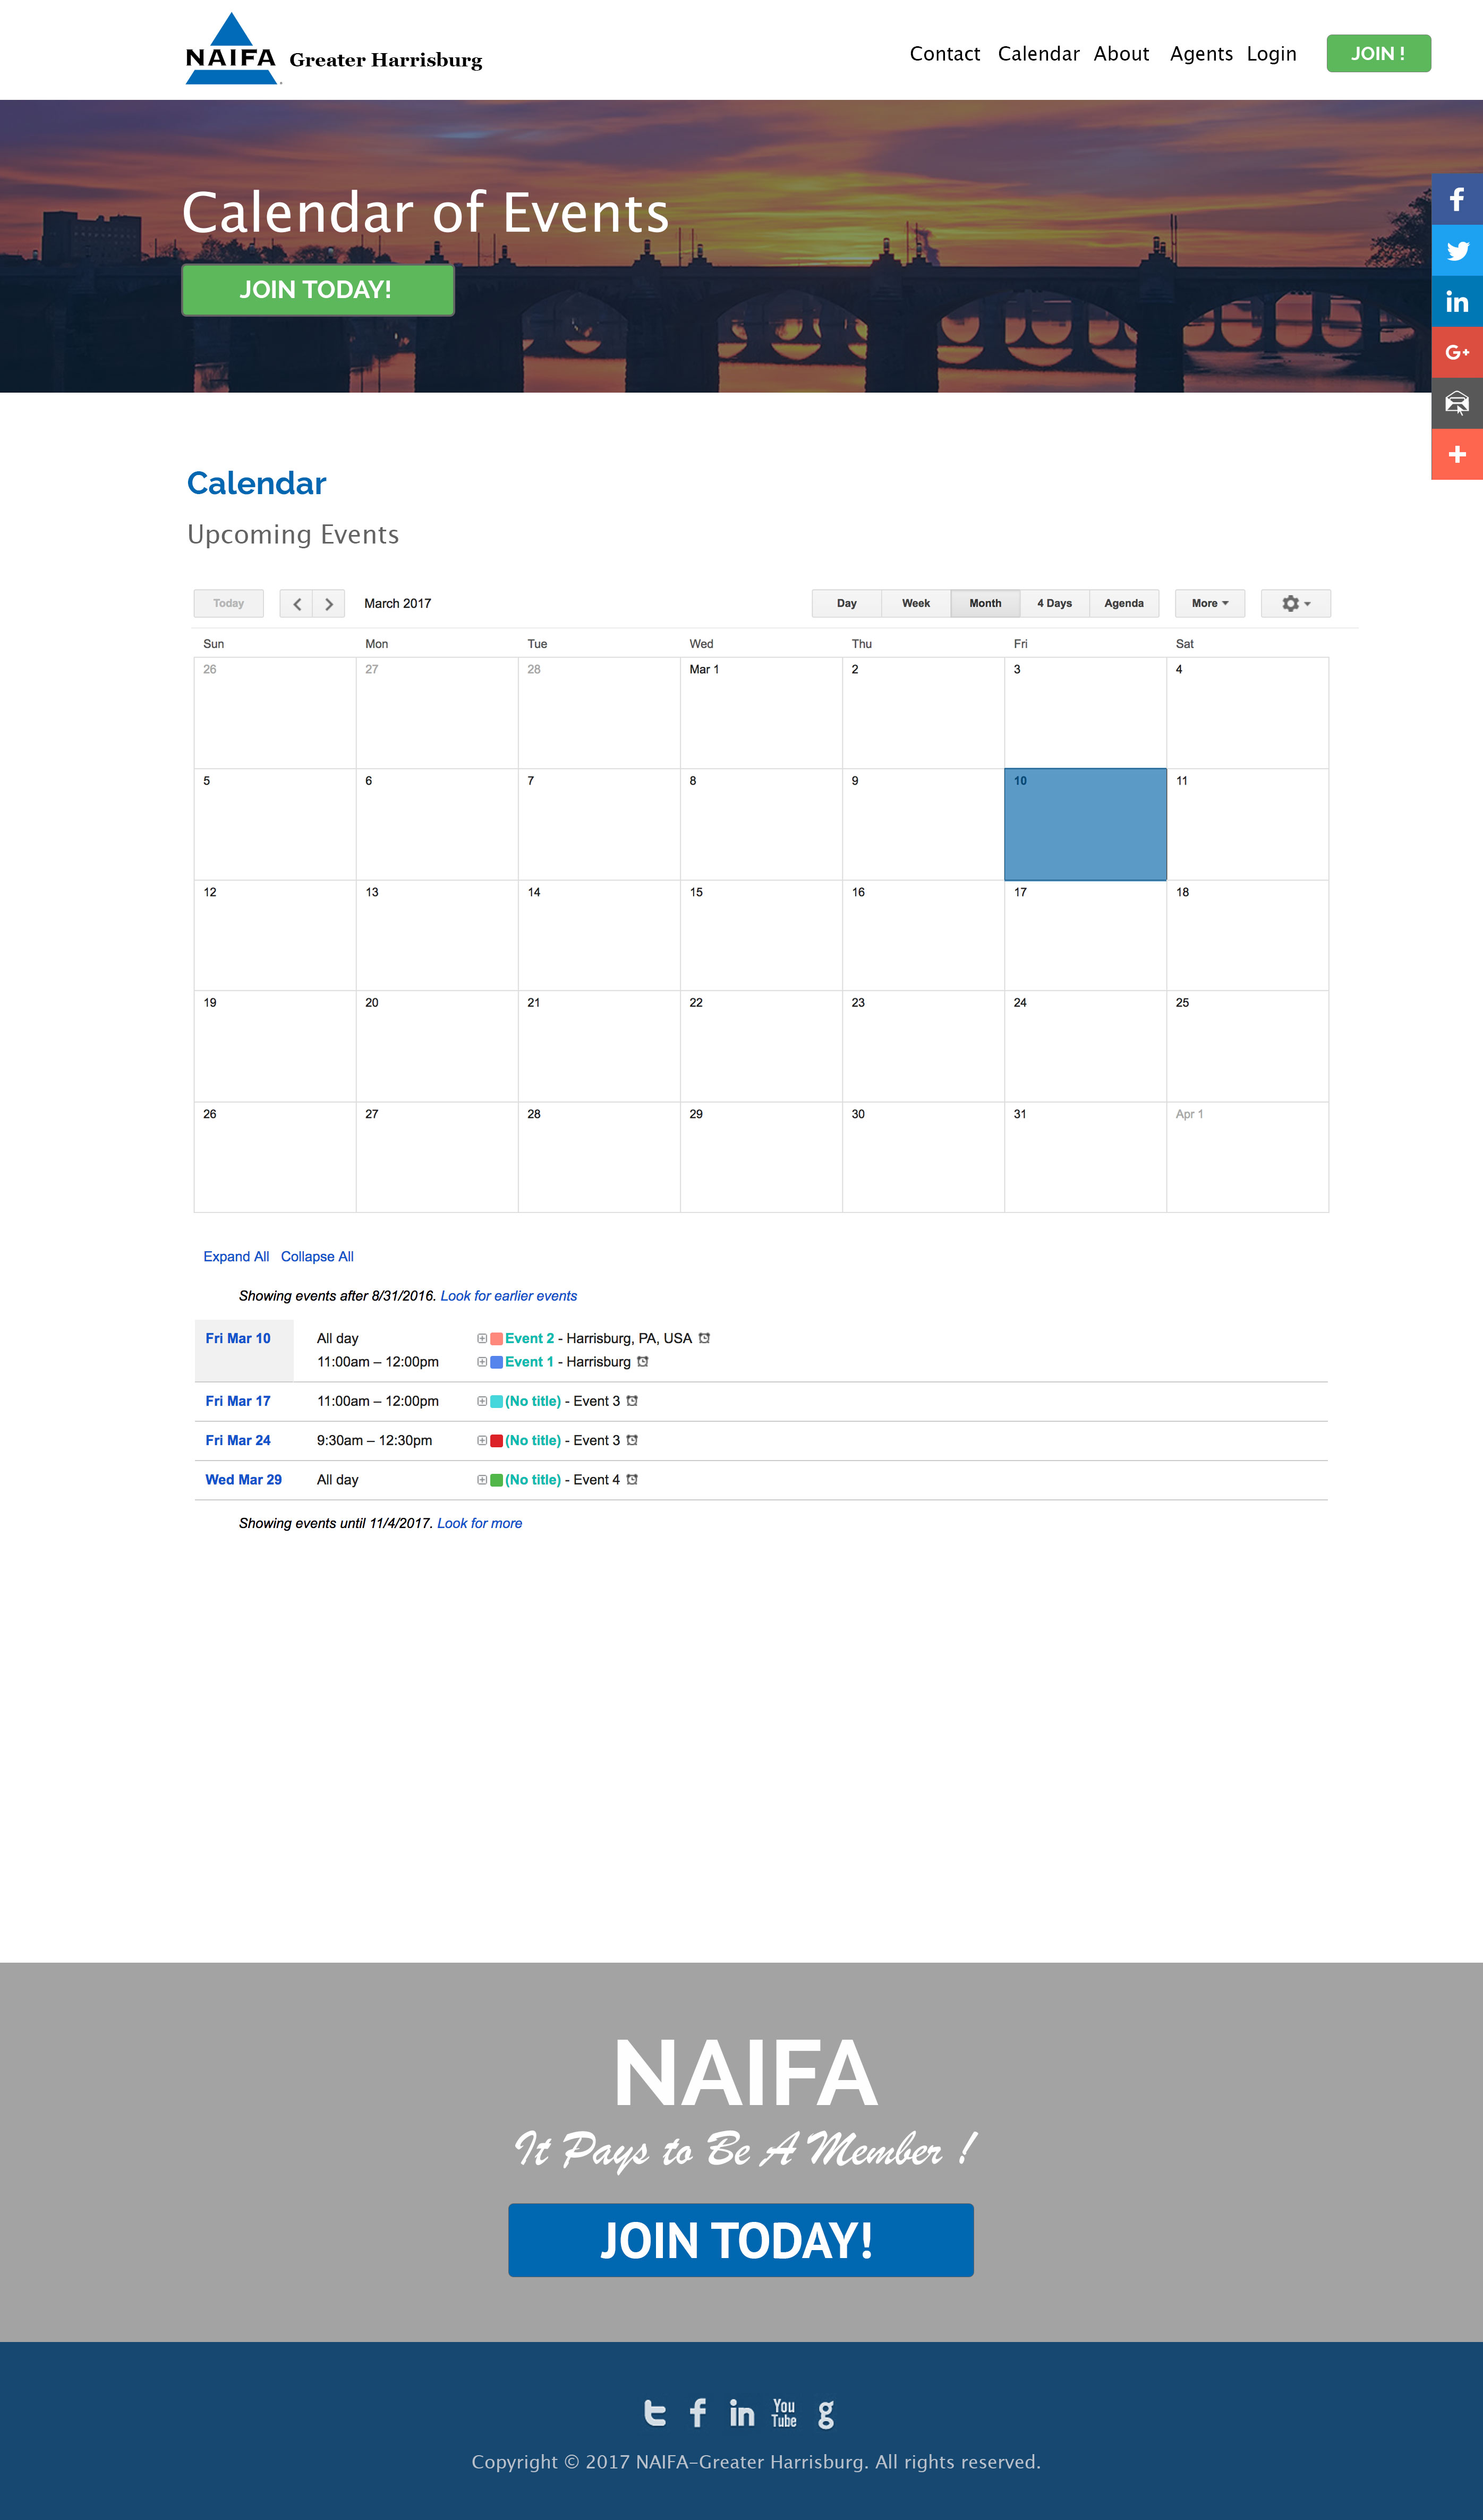 NAIFA Greater Harrisburg
Contact Calendar About Agents Login JOIN !
Calendar of Events
JOIN TODAY!
f
in
G+
Calendar
Upcoming Events
Today March 2017 Day Week Month 4 Days Agenda More
Sun Mon Tue Wed Thu Fri Sat
26 27 28 Mar 1 2 3 4
5 6 7 8 9 10 11
12 13 14 15 16 17 18
19 20 21 22 23 24 25
26 27 28 29 30 31 Apr 1
Expand All Collapse All
Showing events after 8/31/2016. Look for earlier events
Fri Mar 10 All day Event 2 - Harrisburg, PA, USA
11:00am – 12:00pm Event 1 - Harrisburg
Fri Mar 17 11:00am – 12:00pm (No title) - Event 3
Fri Mar 24 9:30am – 12:30pm (No title) - Event 3
Wed Mar 29 All day (No title) - Event 4
Showing events until 11/4/2017. Look for more
NAIFA
It Pays to Be A Member !
JOIN TODAY!
t f in You Tube g
Copyright © 2017 NAIFA-Greater Harrisburg. All rights reserved.